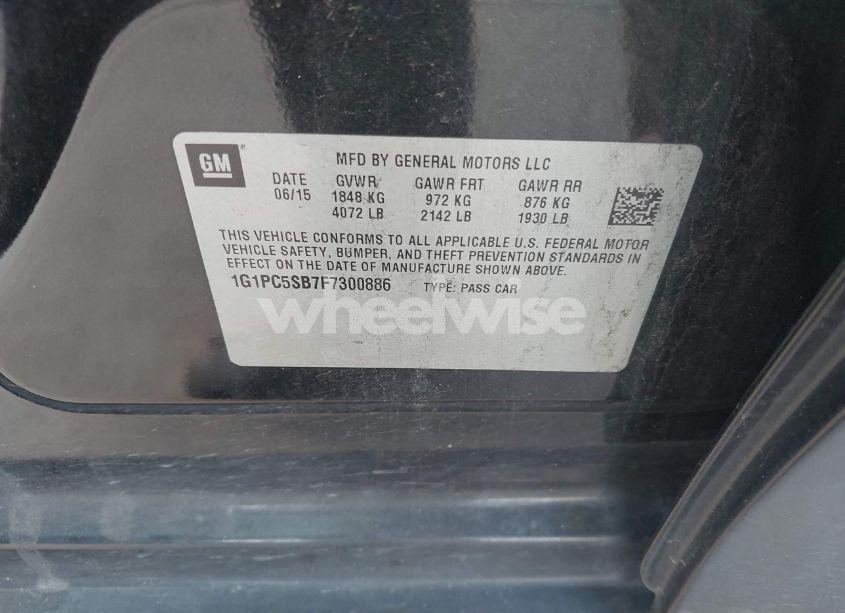 GM
MFD BY GENERAL MOTORS LLC
DATE GVWR GAWR FRT GAWR RR
06/15 1848 KG 972 KG 876 KG
4072 LB 2142 LB 1930 LB
THIS VEHICLE CONFORMS TO ALL APPLICABLE U.S. FEDERAL MOTOR
VEHICLE SAFETY, BUMPER, AND THEFT PREVENTION STANDARDS IN
EFFECT ON THE DATE OF MANUFACTURE SHOWN ABOVE.
1G1PC5SB7F7300886 TYPE: PASS CAR
wheelwise